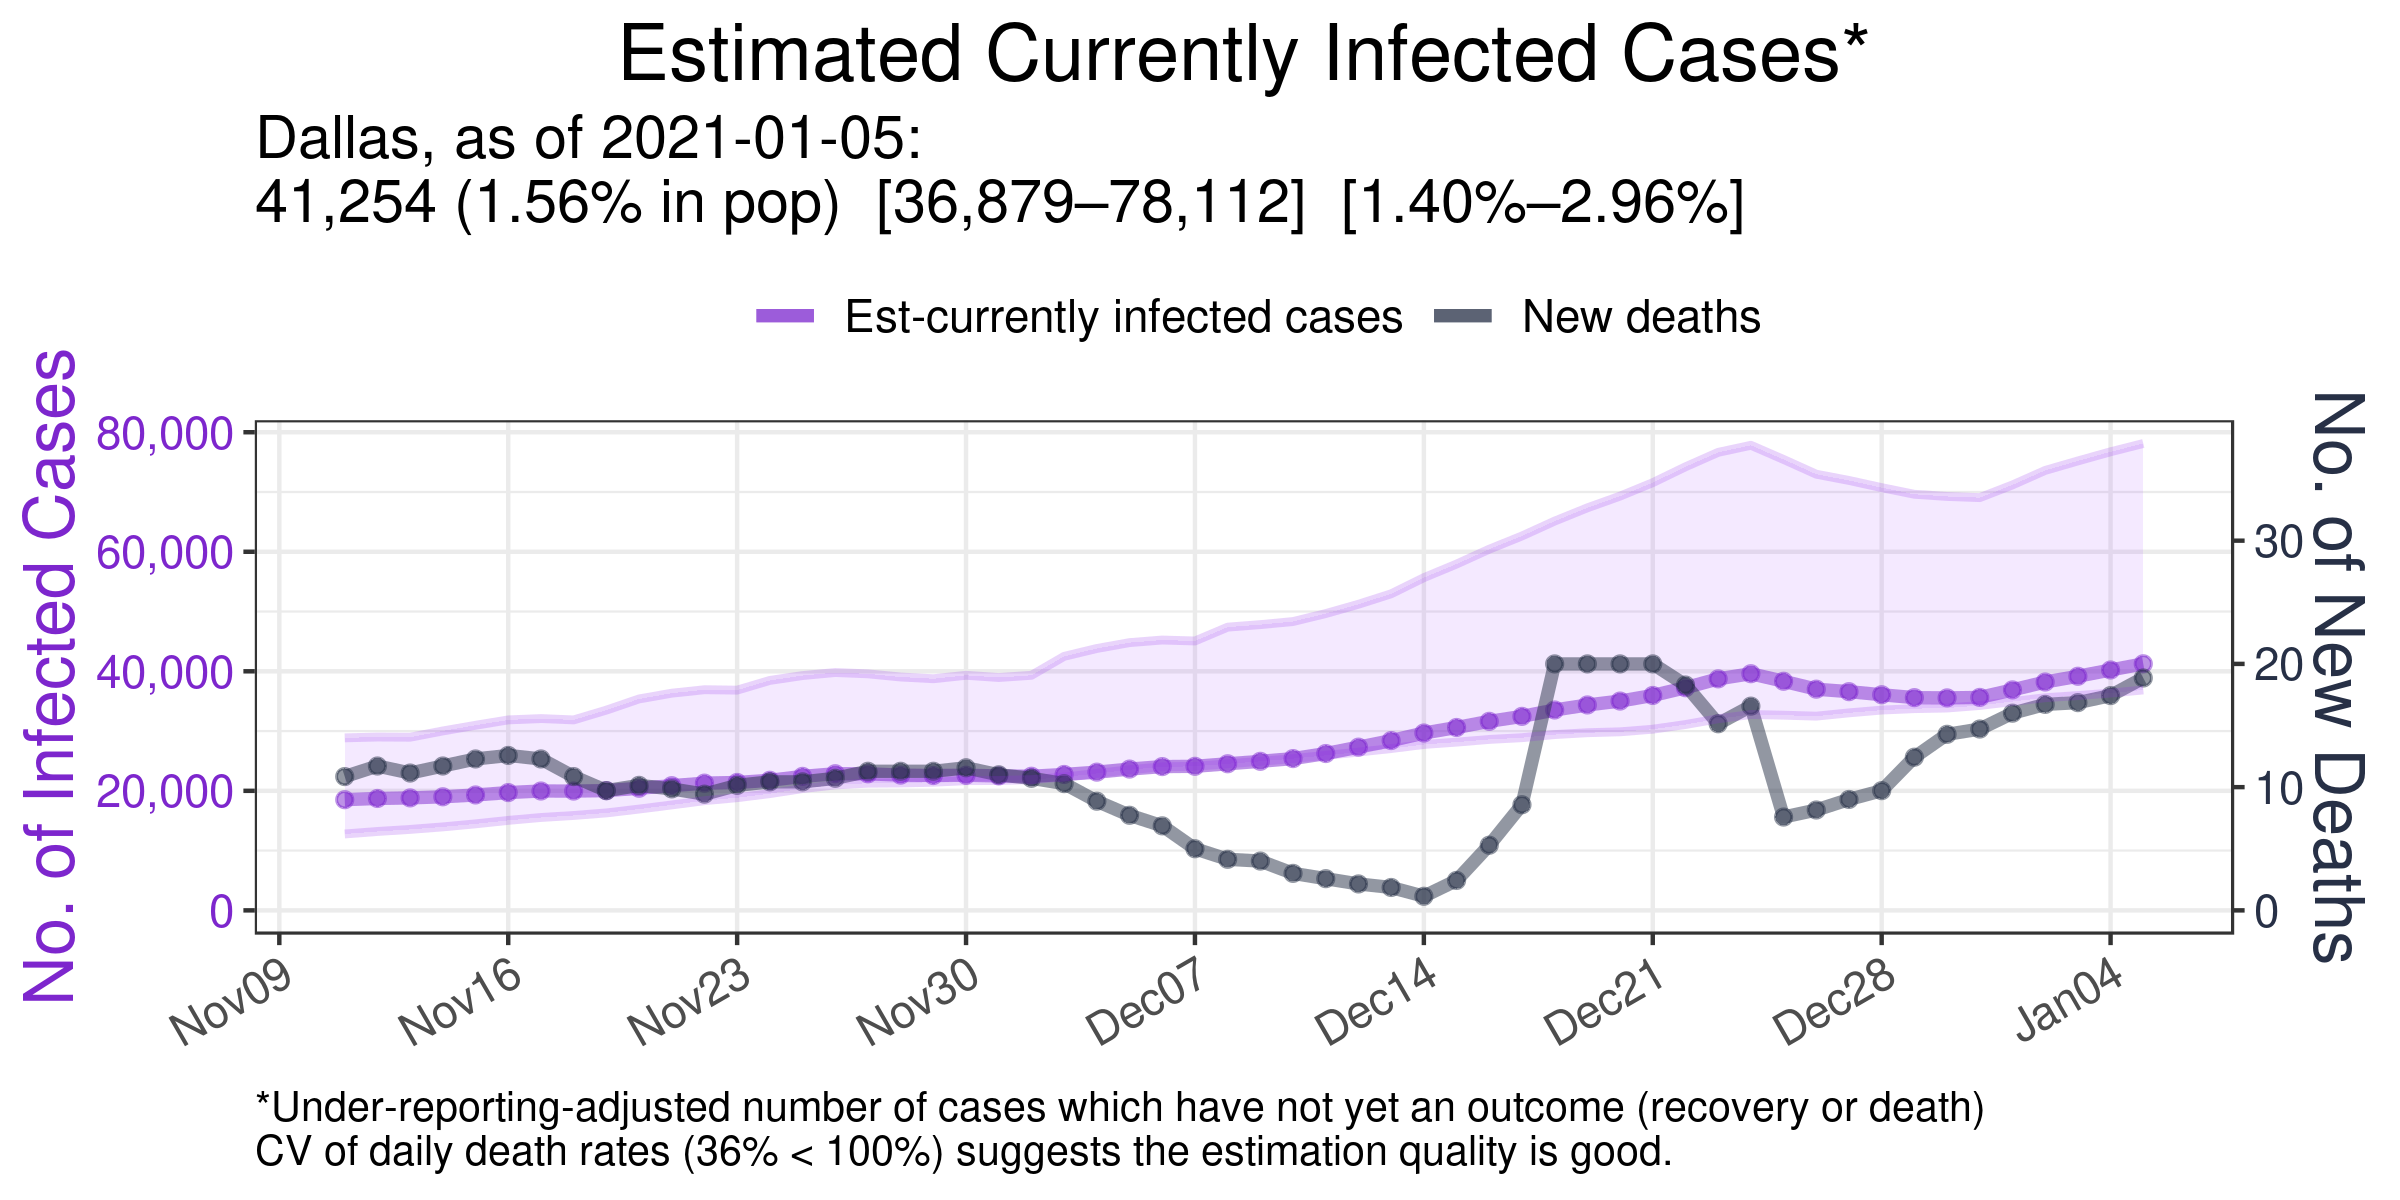 Estimated Currently Infected Cases*
Dallas, as of 2021-01-05:
41,254 (1.56% in pop) [36,879–78,112] [1.40%–2.96%]
Est-currently infected cases
New deaths
No. of Infected Cases
80,000
60,000
40,000
20,000
0
No. of New Deaths
30
20
10
0
Nov09
Nov16
Nov23
Nov30
Dec07
Dec14
Dec21
Dec28
Jan04
*Under-reporting-adjusted number of cases which have not yet an outcome (recovery or death)
CV of daily death rates (36% < 100%) suggests the estimation quality is good.